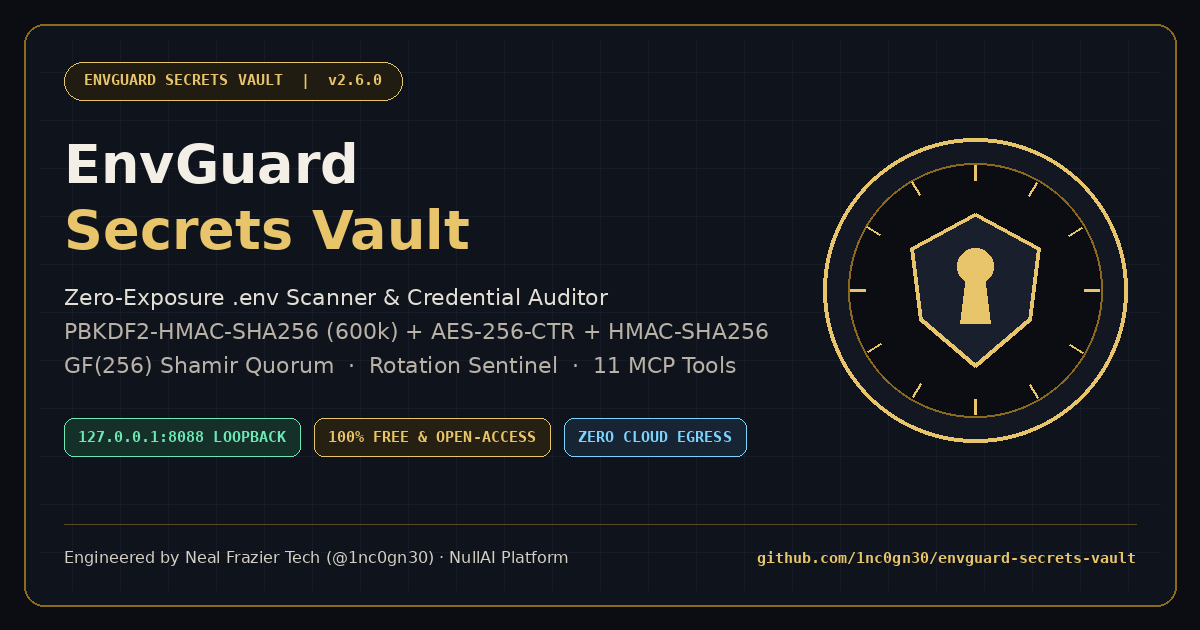 ENVGUARD SECRETS VAULT | v2.6.0
EnvGuard
Secrets Vault
Zero-Exposure .env Scanner & Credential Auditor
PBKDF2-HMAC-SHA256 (600k) + AES-256-CTR + HMAC-SHA256
GF(256) Shamir Quorum · Rotation Sentinel · 11 MCP Tools
127.0.0.1:8088 LOOPBACK
100% FREE & OPEN-ACCESS
ZERO CLOUD EGRESS
Engineered by Neal Frazier Tech (@1nc0gn30) · NullAI Platform
github.com/1nc0gn30/envguard-secrets-vault